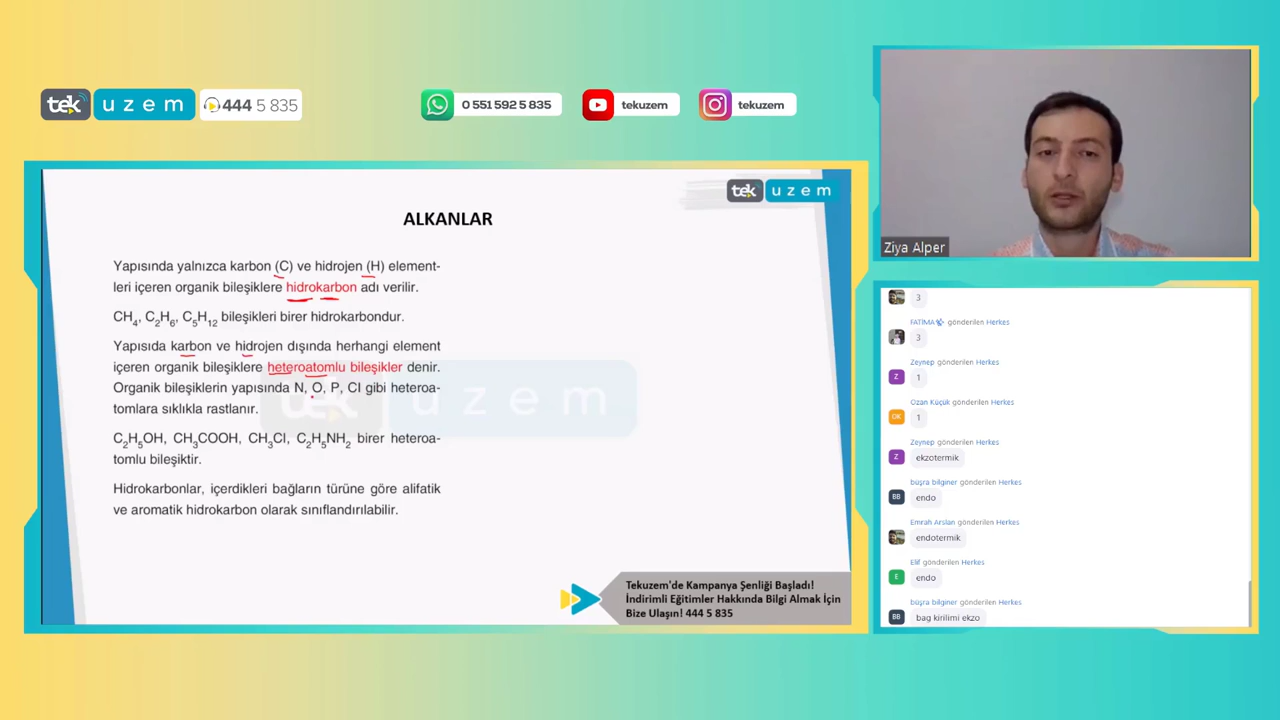 tek uzem 444 5 835
0 551 592 5 835
tekuzem
tekuzem
tek uzem
ALKANLAR
Yapısında yalnızca karbon (C) ve hidrojen (H) element-
leri içeren organik bileşiklere hidrokarbon adı verilir.
CH4, C2H6, C5H12 bileşikleri birer hidrokarbondur.
Yapısıda karbon ve hidrojen dışında herhangi element
içeren organik bileşiklere heteroatomlu bileşikler denir.
Organik bileşiklerin yapısında N, O, P, Cl gibi heteroa-
tomlara sıklıkla rastlanır.
C2H5OH, CH3COOH, CH3Cl, C2H5NH2 birer heteroa-
tomlu bileşiktir.
Hidrokarbonlar, içerdikleri bağların türüne göre alifatik
ve aromatik hidrokarbon olarak sınıflandırılabilir.
tek uzem
Tekuzem'de Kampanya Şenliği Başladı!
İndirimli Eğitimler Hakkında Bilgi Almak İçin
Bize Ulaşın! 444 5 835
Ziya Alper
3
FATIMA gönderilen Herkes
3
Zeynep gönderilen Herkes
Z 1
Ozan Küçük gönderilen Herkes
OK 1
Zeynep gönderilen Herkes
Z ekzotermik
büşra bilginer gönderilen Herkes
BB endo
Emrah Arslan gönderilen Herkes
endotermik
Elif gönderilen Herkes
E endo
büşra bilginer gönderilen Herkes
BB bag kirilimi ekzo